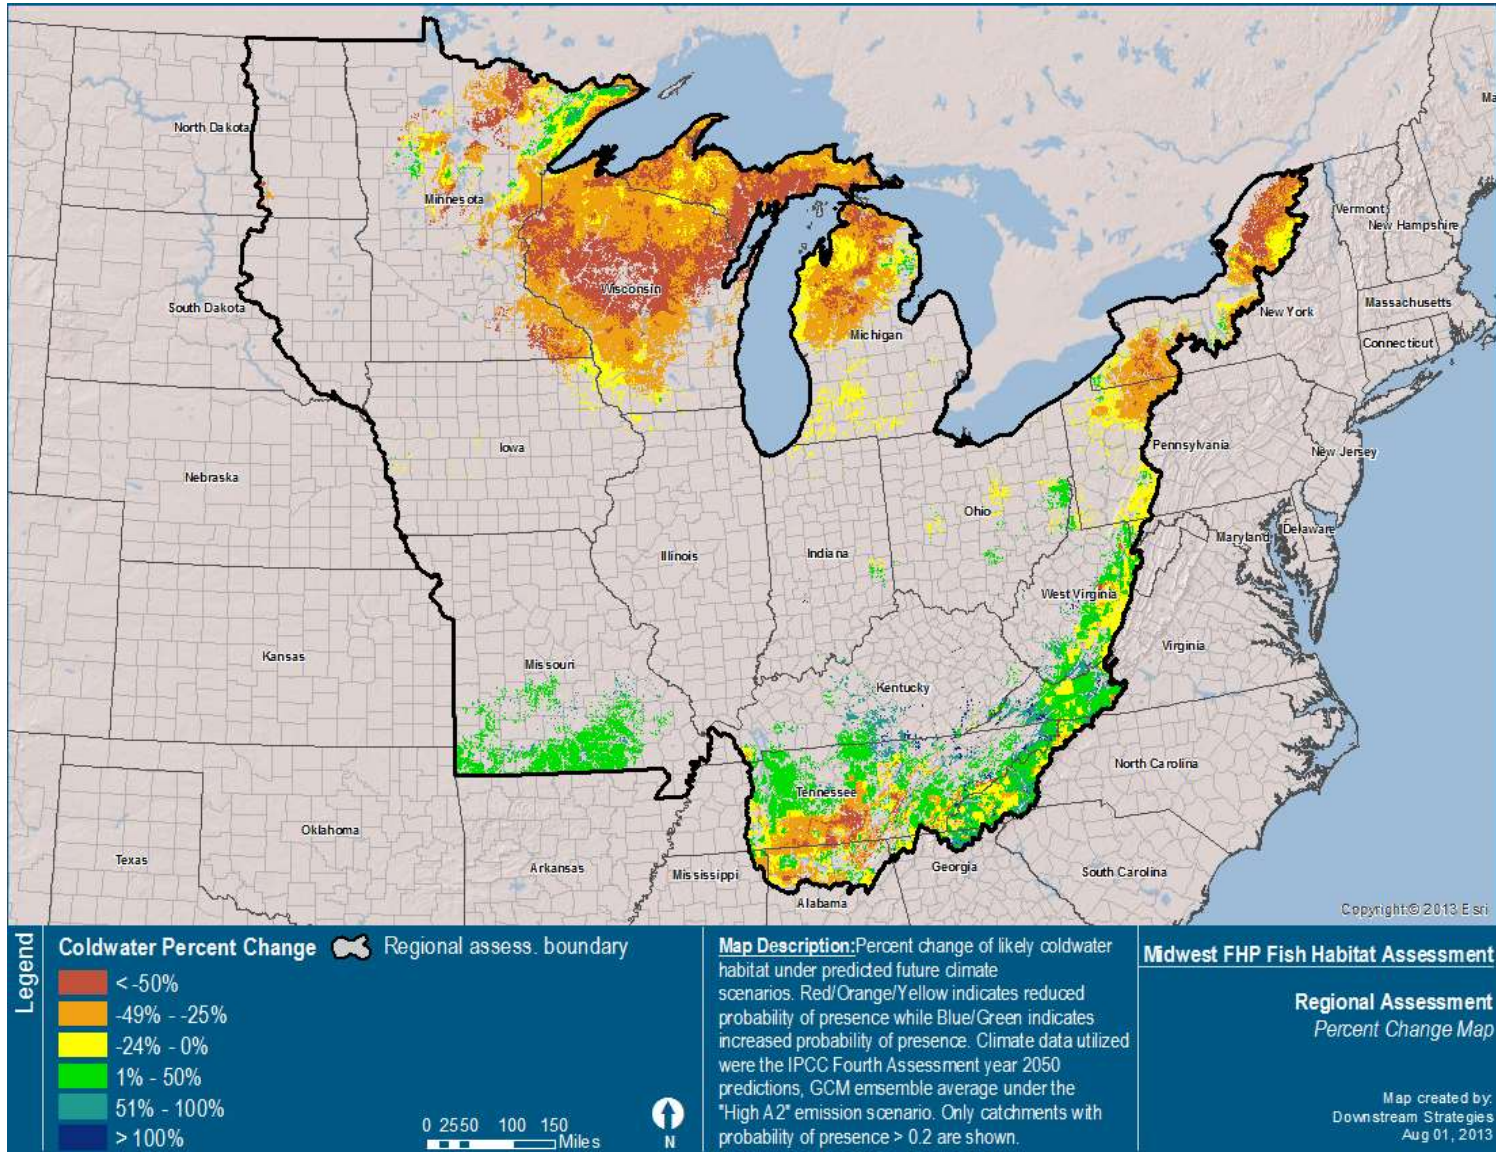 Ma
North Dakota
Minnesota
Vermont
New Hampshire
Wisconsin
South Dakota
Massachusetts
New York
Michigan
Connecticut
Iowa
Pennsylvania
New Jersey
Nebraska
Ohio
Maryland
Delaware
Illinois
Indiana
West Virginia
Virginia
Kansas
Missouri
Kentucky
North Carolina
Tennessee
Oklahoma
Texas
Arkansas
Mississippi
Georgia
South Carolina
Alabama
Copyright:© 2013 Esri
Legend
Coldwater Percent Change
Regional assess. boundary
< -50%
-49% - -25%
-24% - 0%
1% - 50%
51% - 100%
> 100%
0 25 50 100 150
Miles
N
Map Description:Percent change of likely coldwater
habitat under predicted future climate
scenarios. Red/Orange/Yellow indicates reduced
probability of presence while Blue/Green indicates
increased probability of presence. Climate data utilized
were the IPCC Fourth Assessment year 2050
predictions, GCM emsemble average under the
"High A2" emission scenario. Only catchments with
probability of presence > 0.2 are shown.
Midwest FHP Fish Habitat Assessment
Regional Assessment
Percent Change Map
Map created by:
Downstream Strategies
Aug 01, 2013